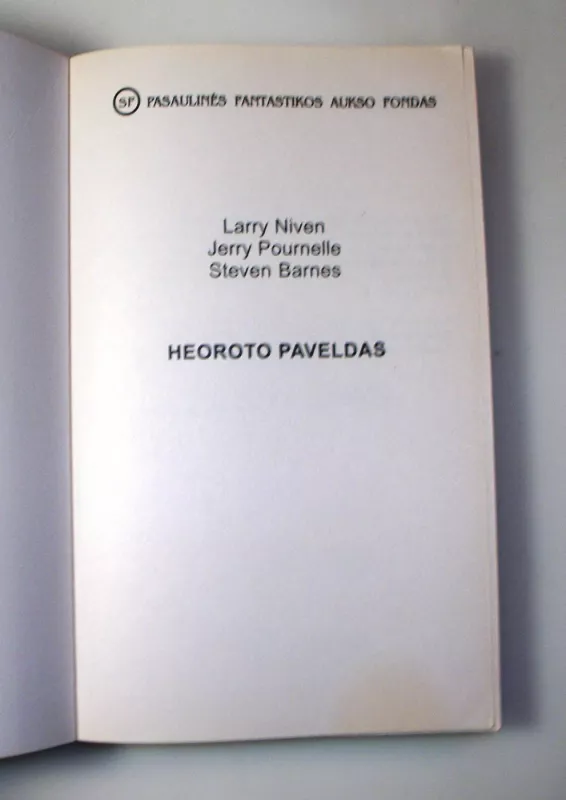 SF PASAULINĖS FANTASTIKOS AUKSO FONDAS
Larry Niven
Jerry Pournelle
Steven Barnes
HEOROTO PAVELDAS